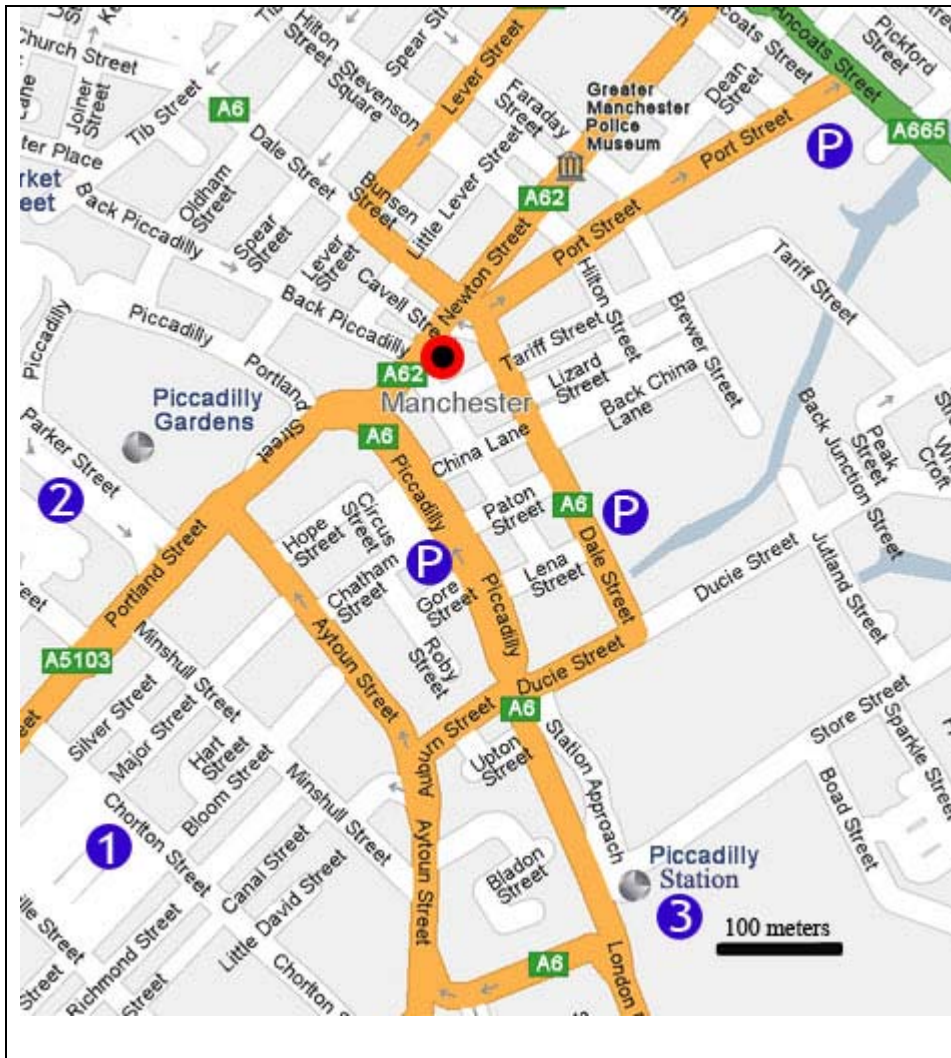 Church Street
Joiner Street
Tib Street
Tib Street
Hilton Street
Stevenson Square
Spear Street
Lever Street
Faraday Street
Greater
Manchester
Police
Museum
Dean Street
Ancoats Street
Ancoats Street
Pickford Street
A665
A6
Dale Street
Port Street
P
Back Piccadilly
Oldham Street
Spear Street
Lever Street
Bunsen Street
Little Lever Street
A62
Newton Street
Port Street
Hilton Street
Brewer Street
Tariff Street
Cavell
Back Piccadilly
Piccadilly
Piccadilly
Portland Street
A62
Manchester
Tariff Street
Lizard Street
Back China Lane
China Lane
Piccadilly
Gardens
Parker Street
2
A6
Piccadilly
Back Junction Street
Peak Street
Hope Street
Circus Street
Paton Street
A6
P
P
Dale Street
Chatham Street
Gore Street
Lena Street
Piccadilly
Ducie Street
Jutland Street
Portland Street
Aytoun Street
Roby Street
Ducie Street
A5103
Minshull Street
A6
Upton Street
Station Approach
Store Street
Sparkle Street
Silver Street
Major Street
Hart Street
Bloom Street
Minshull Street
Aytoun Street
Boad Street
1
Chorlton Street
Canal Street
Little David Street
Bladon Street
Piccadilly
Station
3
100 meters
Richmond Street
Chorlton
A6
London